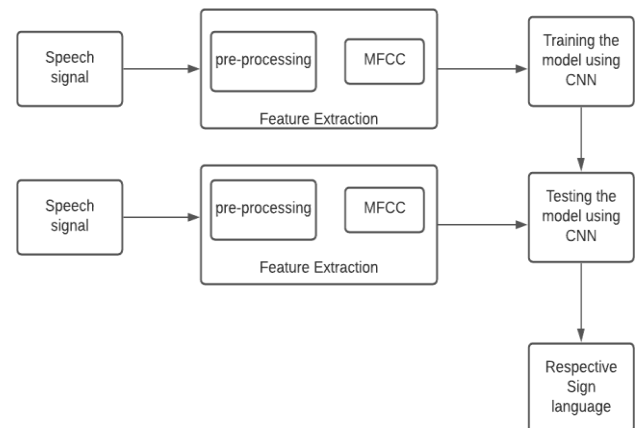 Speech
signal
pre-processing
MFCC
Feature Extraction
Training the
model using
CNN
Speech
signal
pre-processing
MFCC
Feature Extraction
Testing the
model using
CNN
Respective
Sign
language